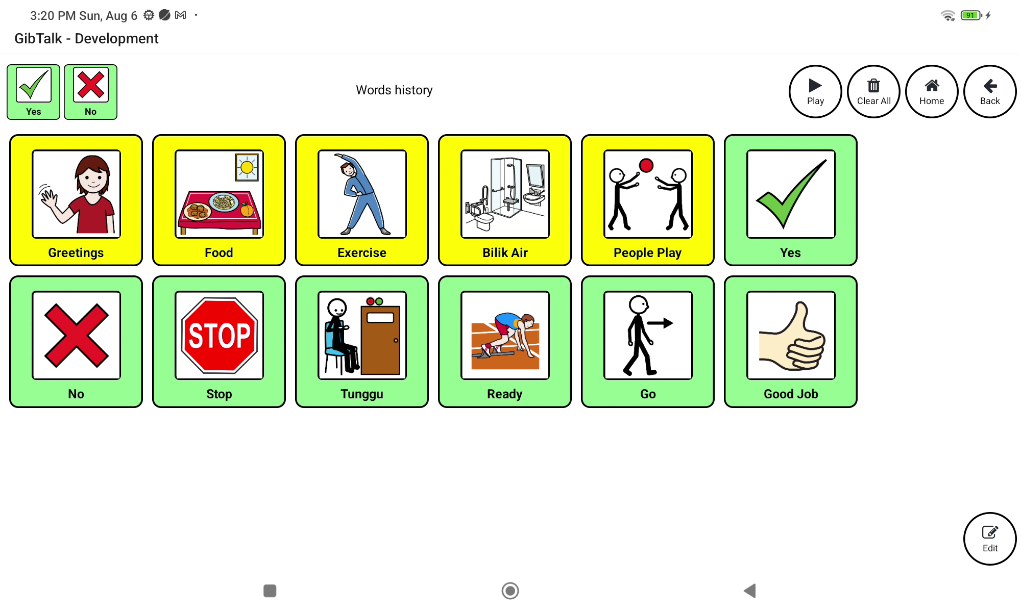 3:20 PM Sun, Aug 6
91
GibTalk - Development
Yes
No
Words history
Play
Clear All
Home
Back
Greetings
Food
Exercise
Bilik Air
People Play
Yes
No
STOP
Stop
Tunggu
Ready
Go
Good Job
Edit